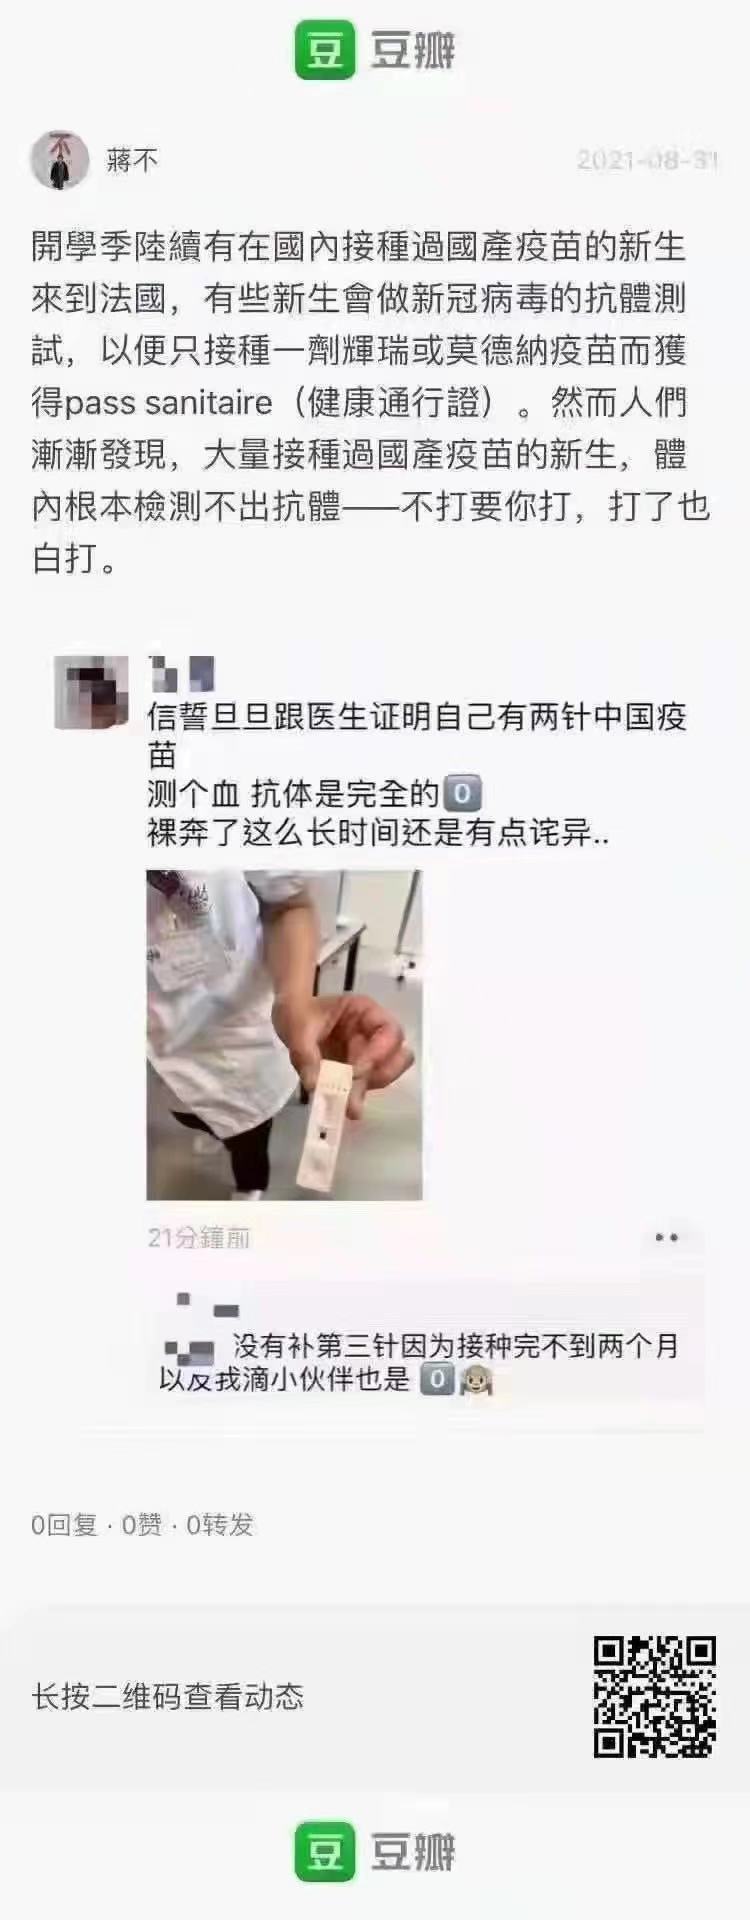 豆 豆瓣
蔣不
2021-08-31
開學季陸續有在國內接種過國產疫苗的新生
來到法國，有些新生會做新冠病毒的抗體測
試，以便只接種一劑輝瑞或莫德納疫苗而獲
得pass sanitaire（健康通行證）。然而人們
漸漸發現，大量接種過國產疫苗的新生，體
內根本檢測不出抗體——不打要你打，打了也
白打。
信誓旦旦跟医生证明自己有两针中国疫
苗
测个血 抗体是完全的0️⃣
裸奔了这么长时间还是有点诧异..
21分鐘前
没有补第三针因为接种完不到两个月
以及我滴小伙伴也是 0️⃣🙉
0回复 · 0赞 · 0转发
长按二维码查看动态
豆 豆瓣